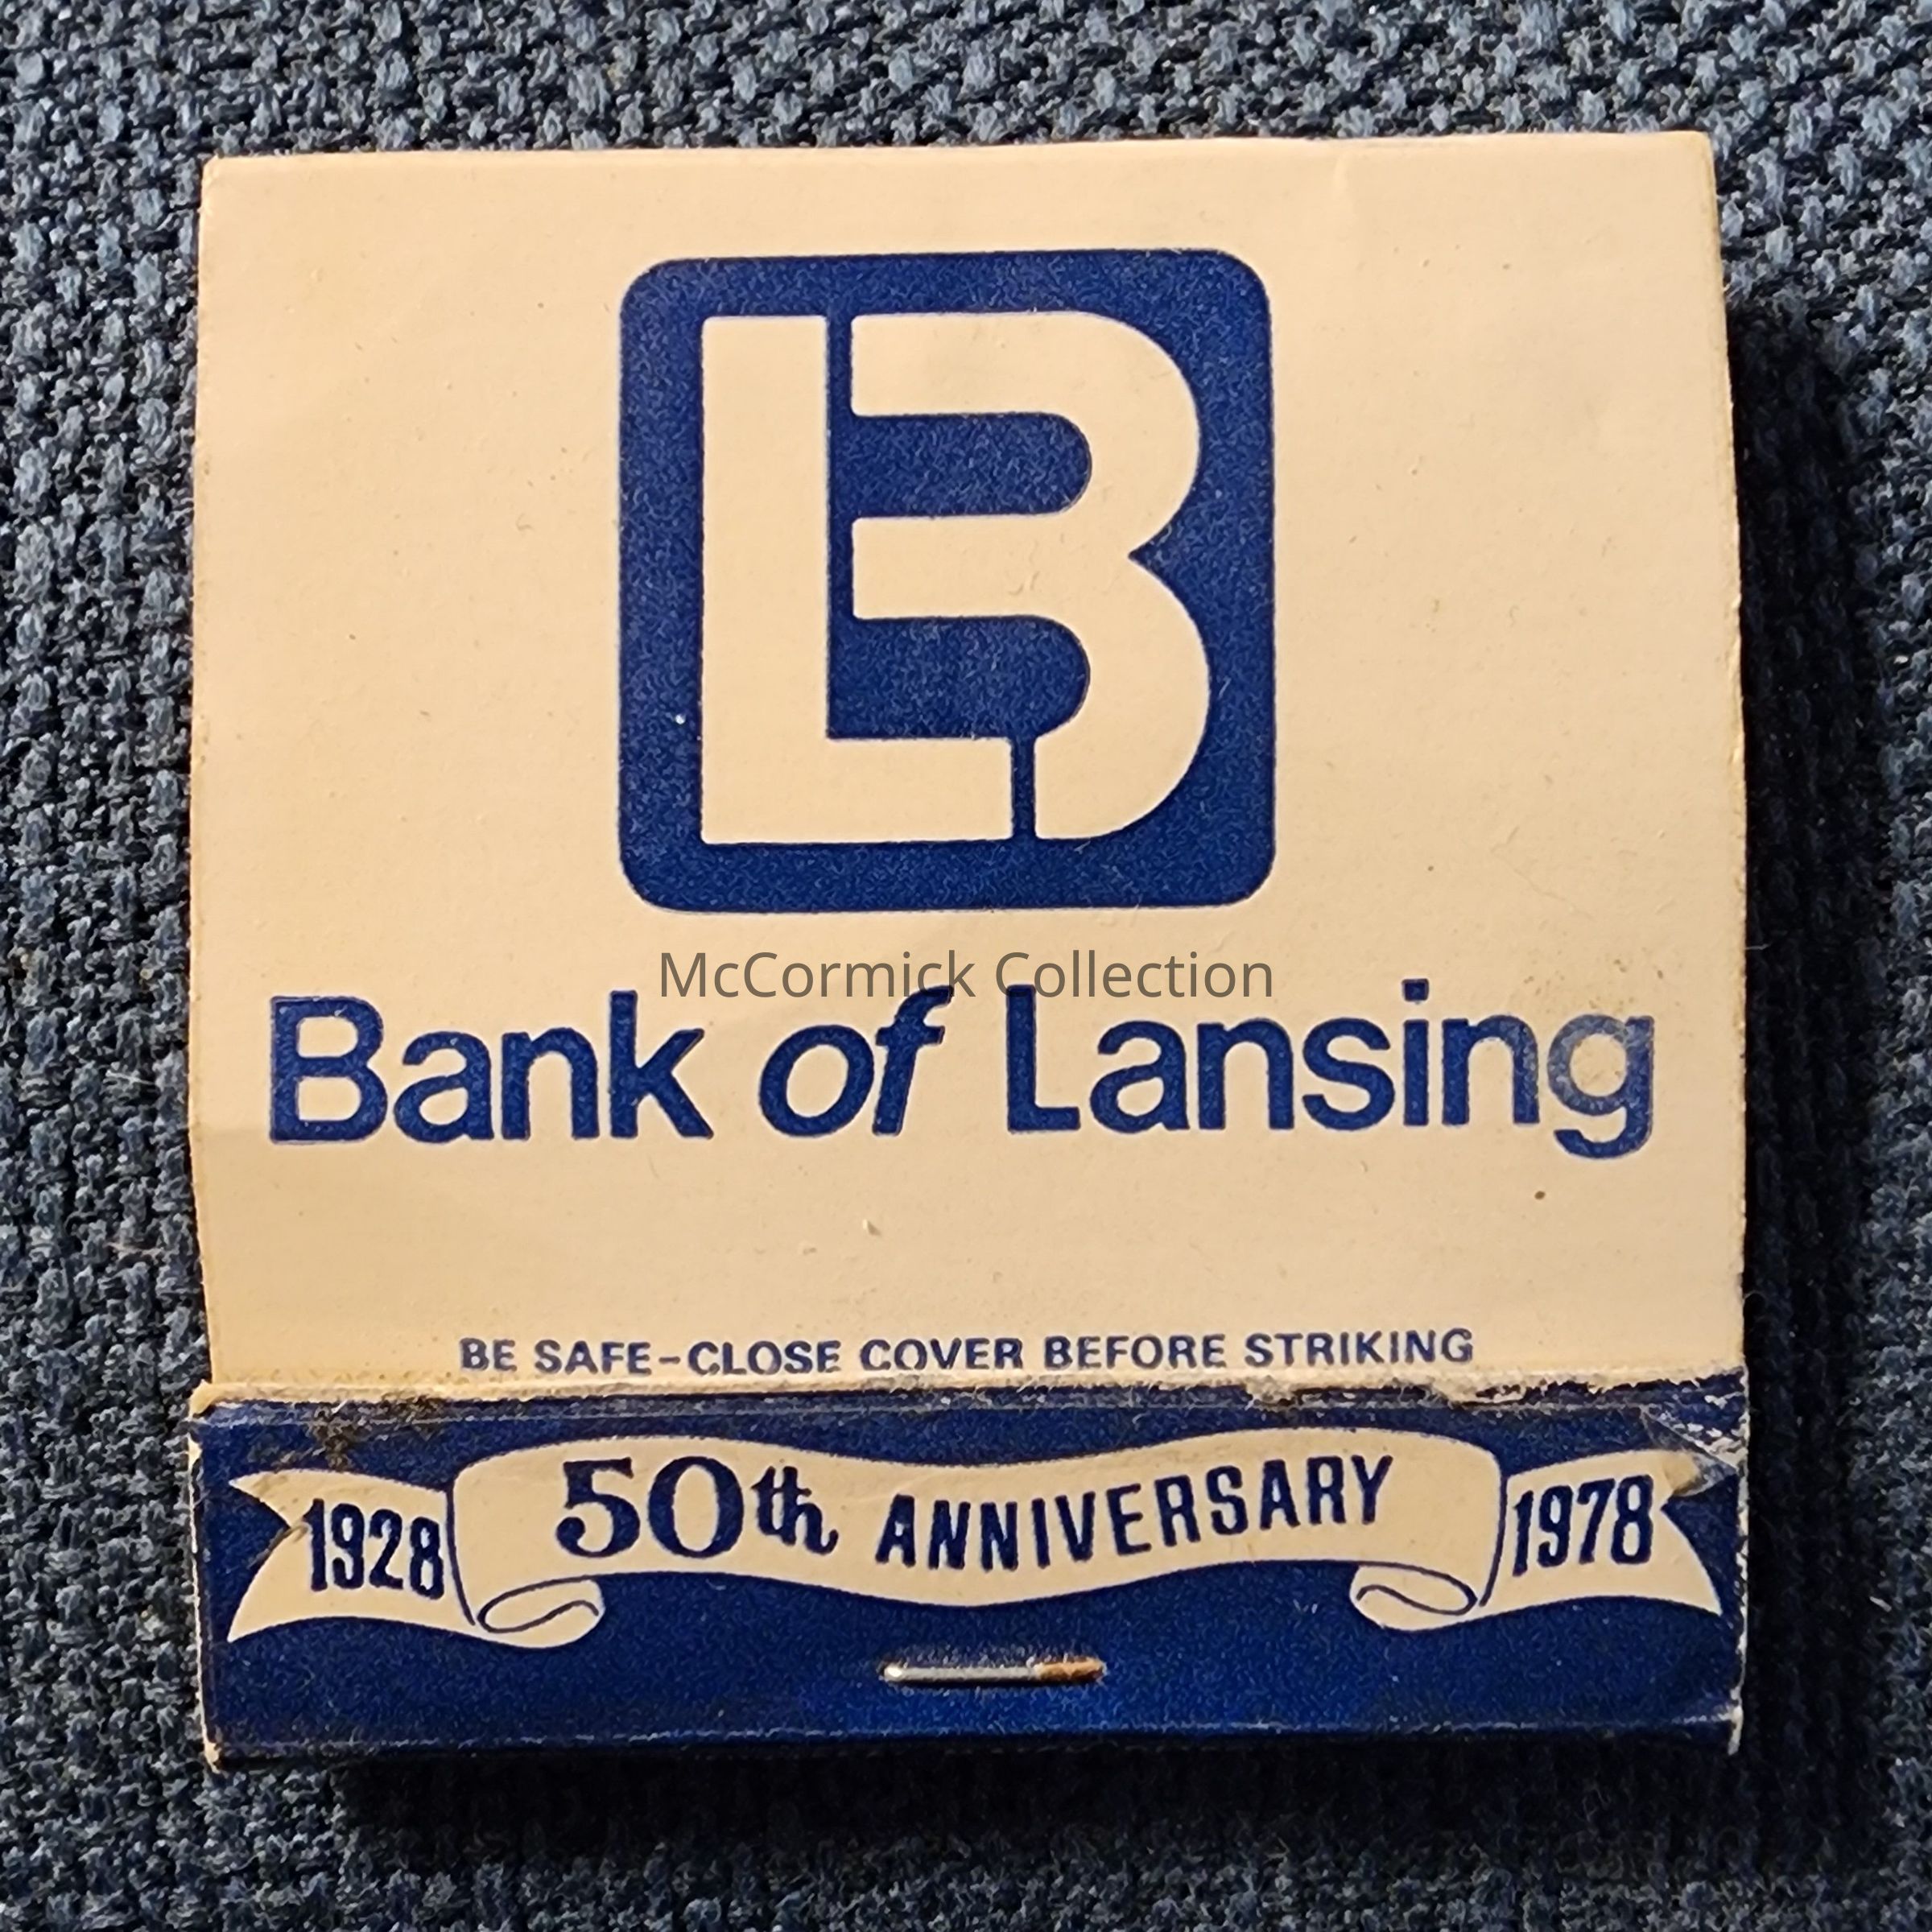 LB
McCormick Collection
Bank of Lansing
BE SAFE-CLOSE COVER BEFORE STRIKING
1928 50th ANNIVERSARY 1978